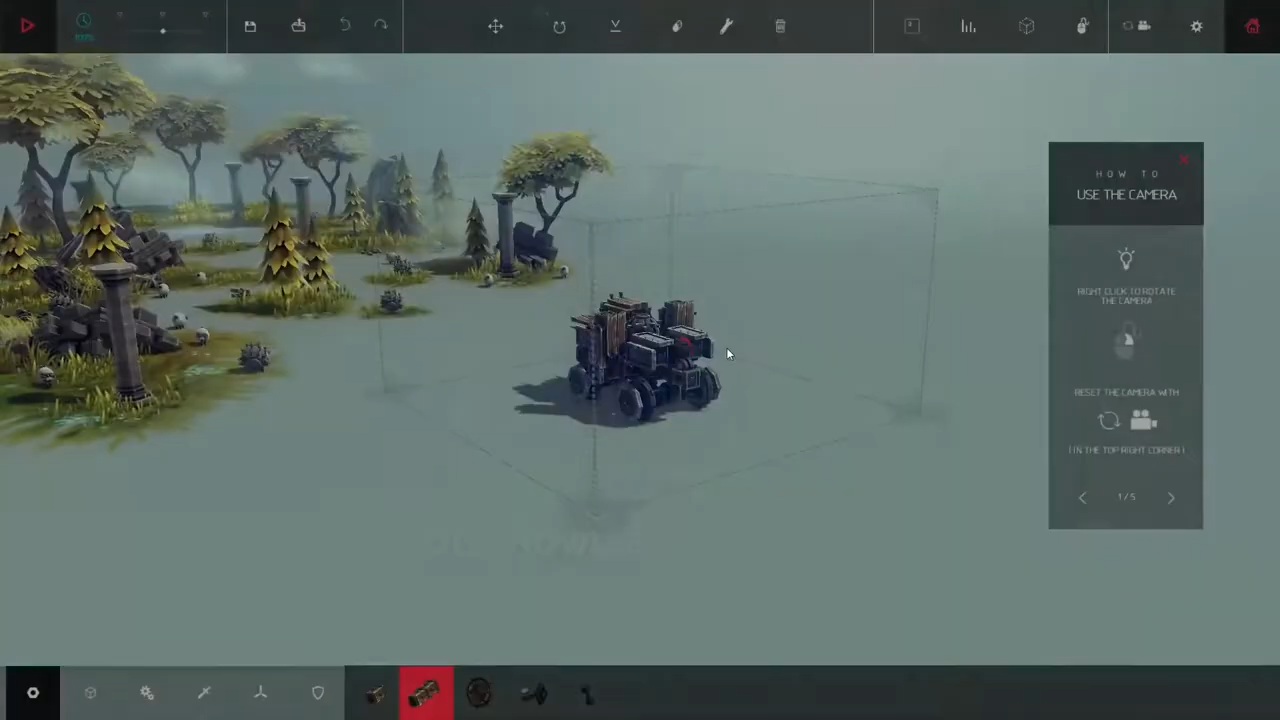 HOW TO
USE THE CAMERA
RIGHT CLICK TO ROTATE
THE CAMERA
RESET THE CAMERA WITH
( IN THE TOP RIGHT CORNER )
1/5